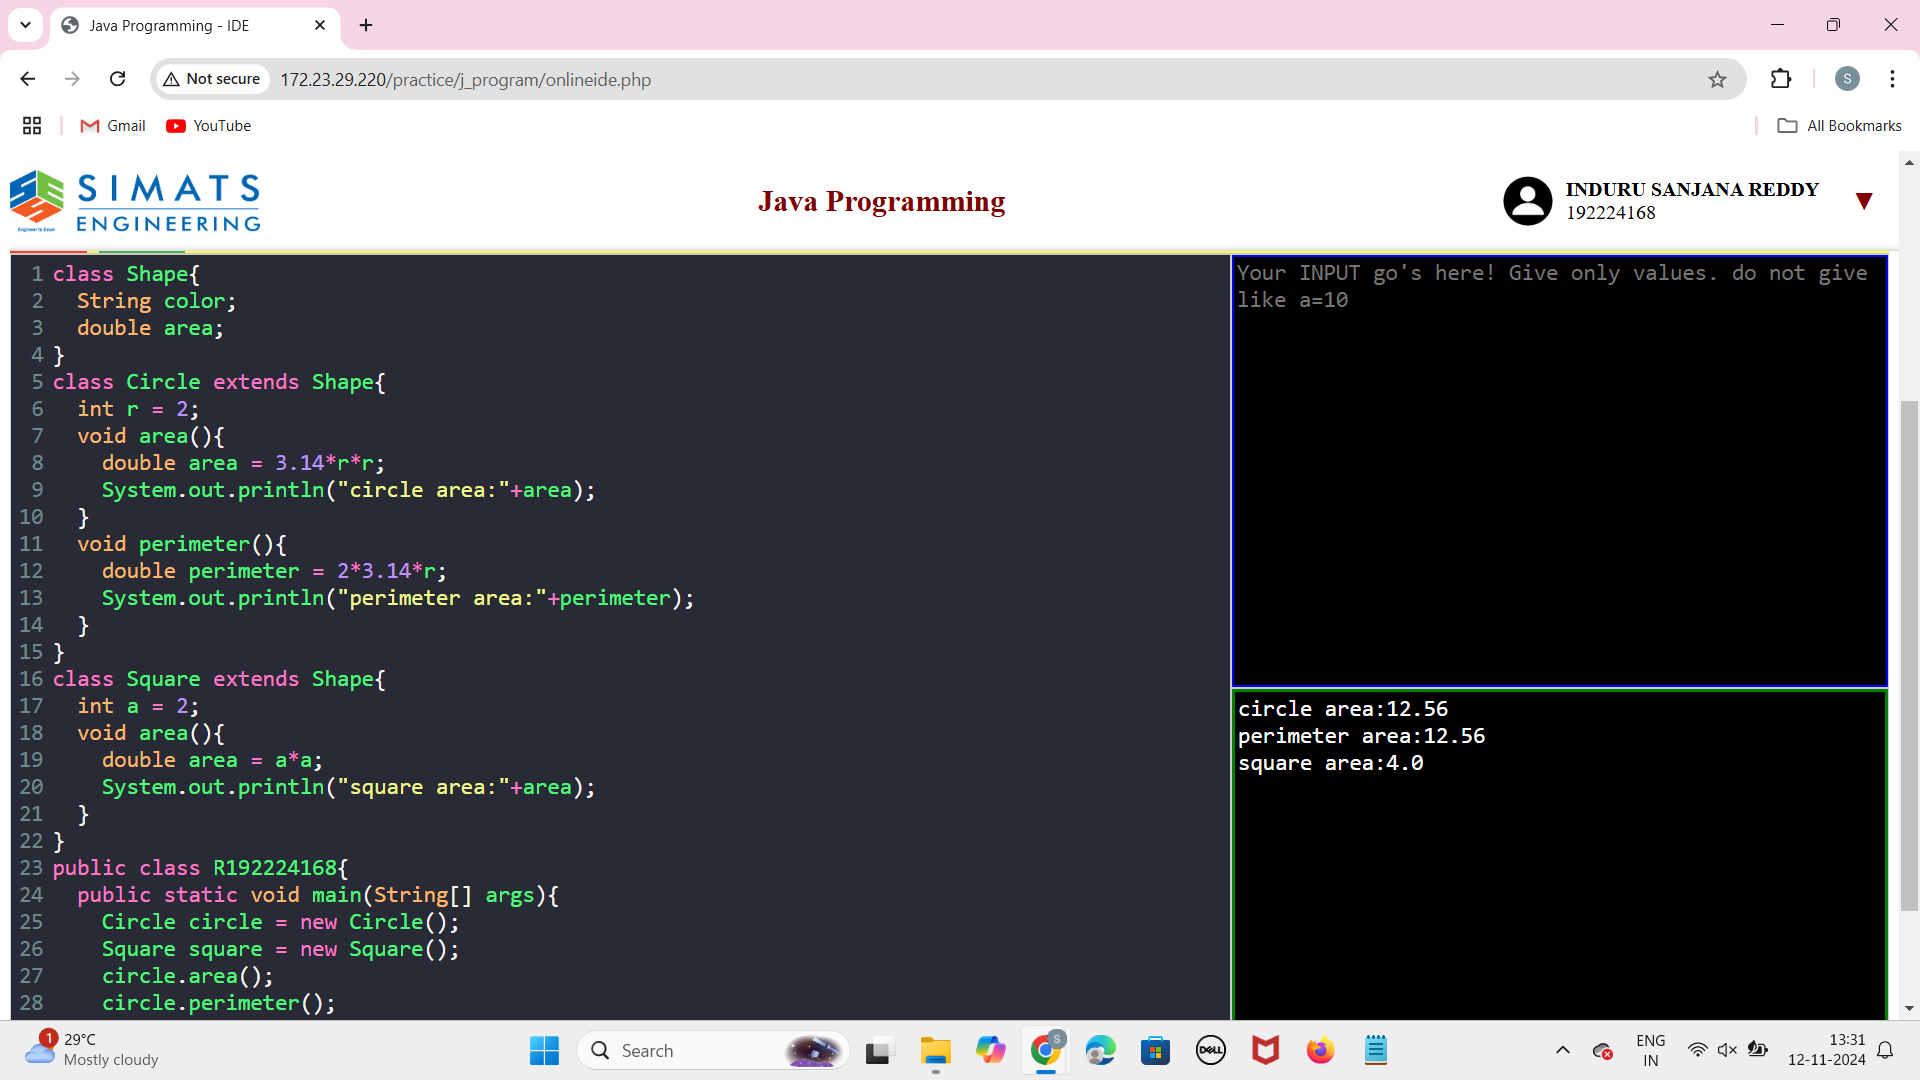 Java Programming - IDE
Not secure
172.23.29.220/practice/j_program/onlineide.php
S
Gmail
YouTube
All Bookmarks
SIMATS
ENGINEERING
Engineer to Excel
Java Programming
INDURU SANJANA REDDY
192224168
1 class Shape{
2   String color;
3   double area;
4 }
5 class Circle extends Shape{
6   int r = 2;
7   void area(){
8     double area = 3.14*r*r;
9     System.out.println("circle area:"+area);
10   }
11   void perimeter(){
12     double perimeter = 2*3.14*r;
13     System.out.println("perimeter area:"+perimeter);
14   }
15 }
16 class Square extends Shape{
17   int a = 2;
18   void area(){
19     double area = a*a;
20     System.out.println("square area:"+area);
21   }
22 }
23 public class R192224168{
24   public static void main(String[] args){
25     Circle circle = new Circle();
26     Square square = new Square();
27     circle.area();
28     circle.perimeter();
Your INPUT go's here! Give only values. do not give
like a=10
circle area:12.56
perimeter area:12.56
square area:4.0
1
29°C
Mostly cloudy
Search
S
DELL
ENG
IN
13:31
12-11-2024